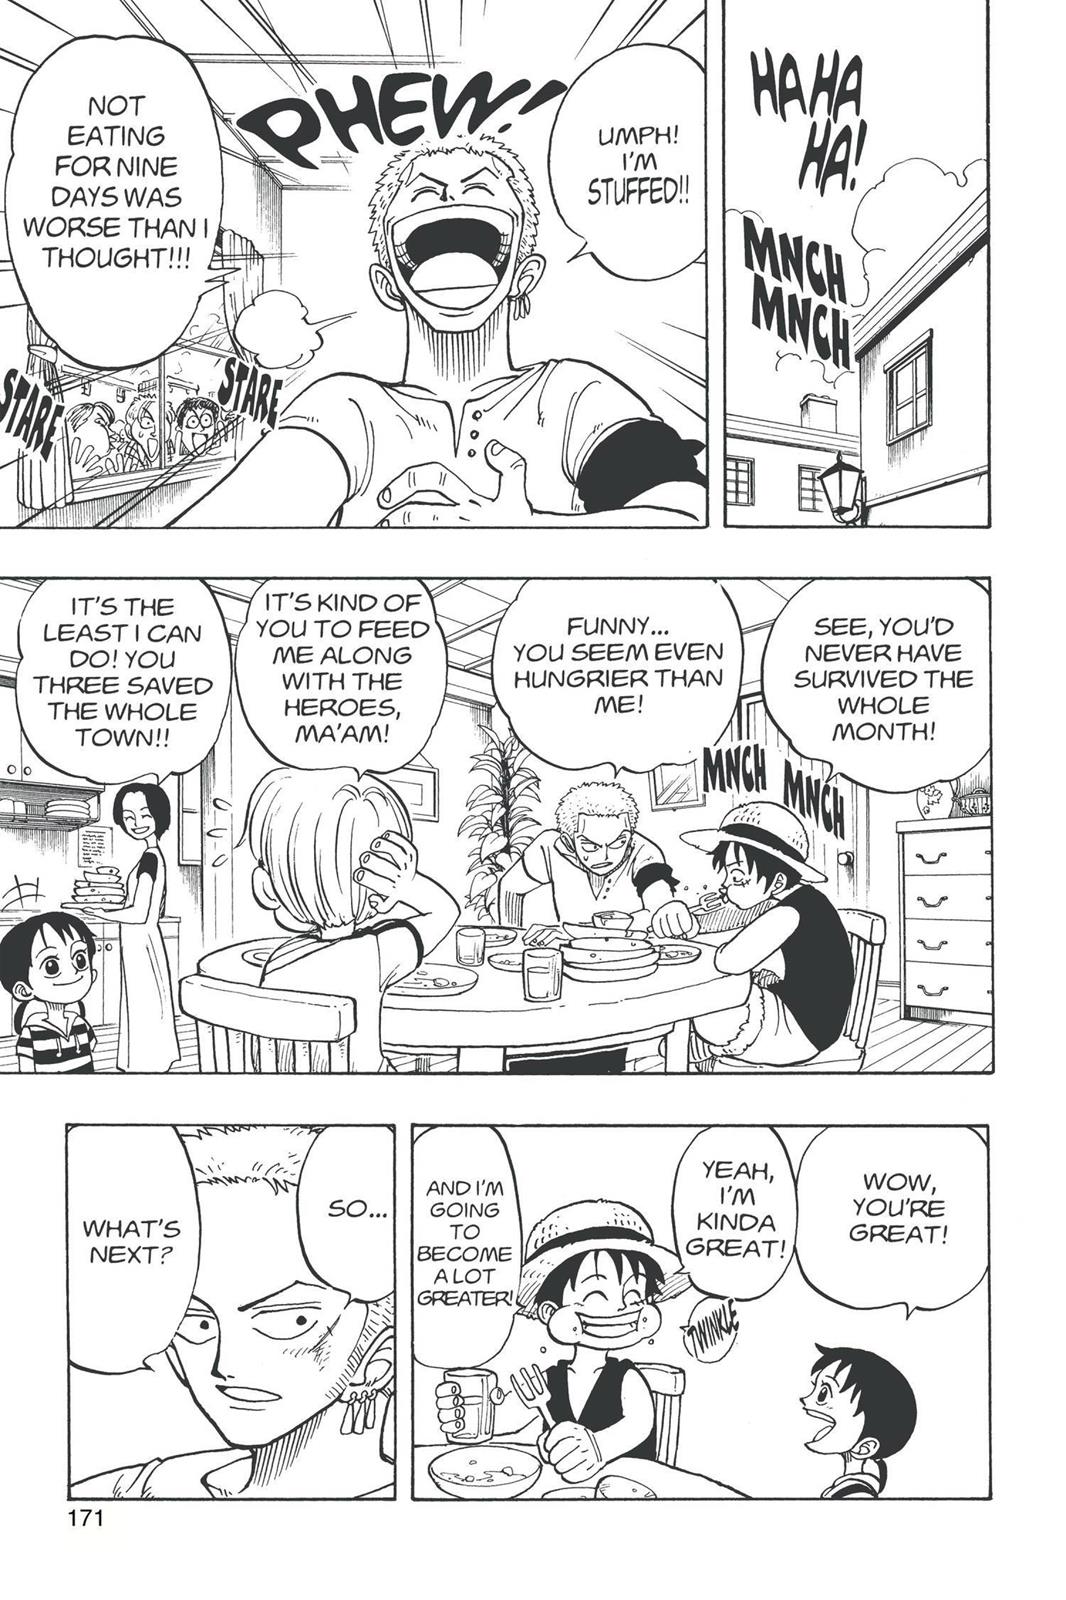 HA HA
HA!
MNCH
MNCH
UMPH!
I'M
STUFFED!!
PHEW!
NOT
EATING
FOR NINE
DAYS WAS
WORSE THAN I
THOUGHT!!!
STARE
STARE
SEE, YOU'D
NEVER HAVE
SURVIVED THE
WHOLE
MONTH!
MNCH MNCH
FUNNY...
YOU SEEM EVEN
HUNGRIER THAN
ME!
IT'S KIND OF
YOU TO FEED
ME ALONG
WITH THE
HEROES,
MA'AM!
IT'S THE
LEAST I CAN
DO! YOU
THREE SAVED
THE WHOLE
TOWN!!
WOW,
YOU'RE
GREAT!
YEAH,
I'M
KINDA
GREAT!
TWINKLE
AND I'M
GOING
TO
BECOME
A LOT
GREATER!
SO...
WHAT'S
NEXT?
171